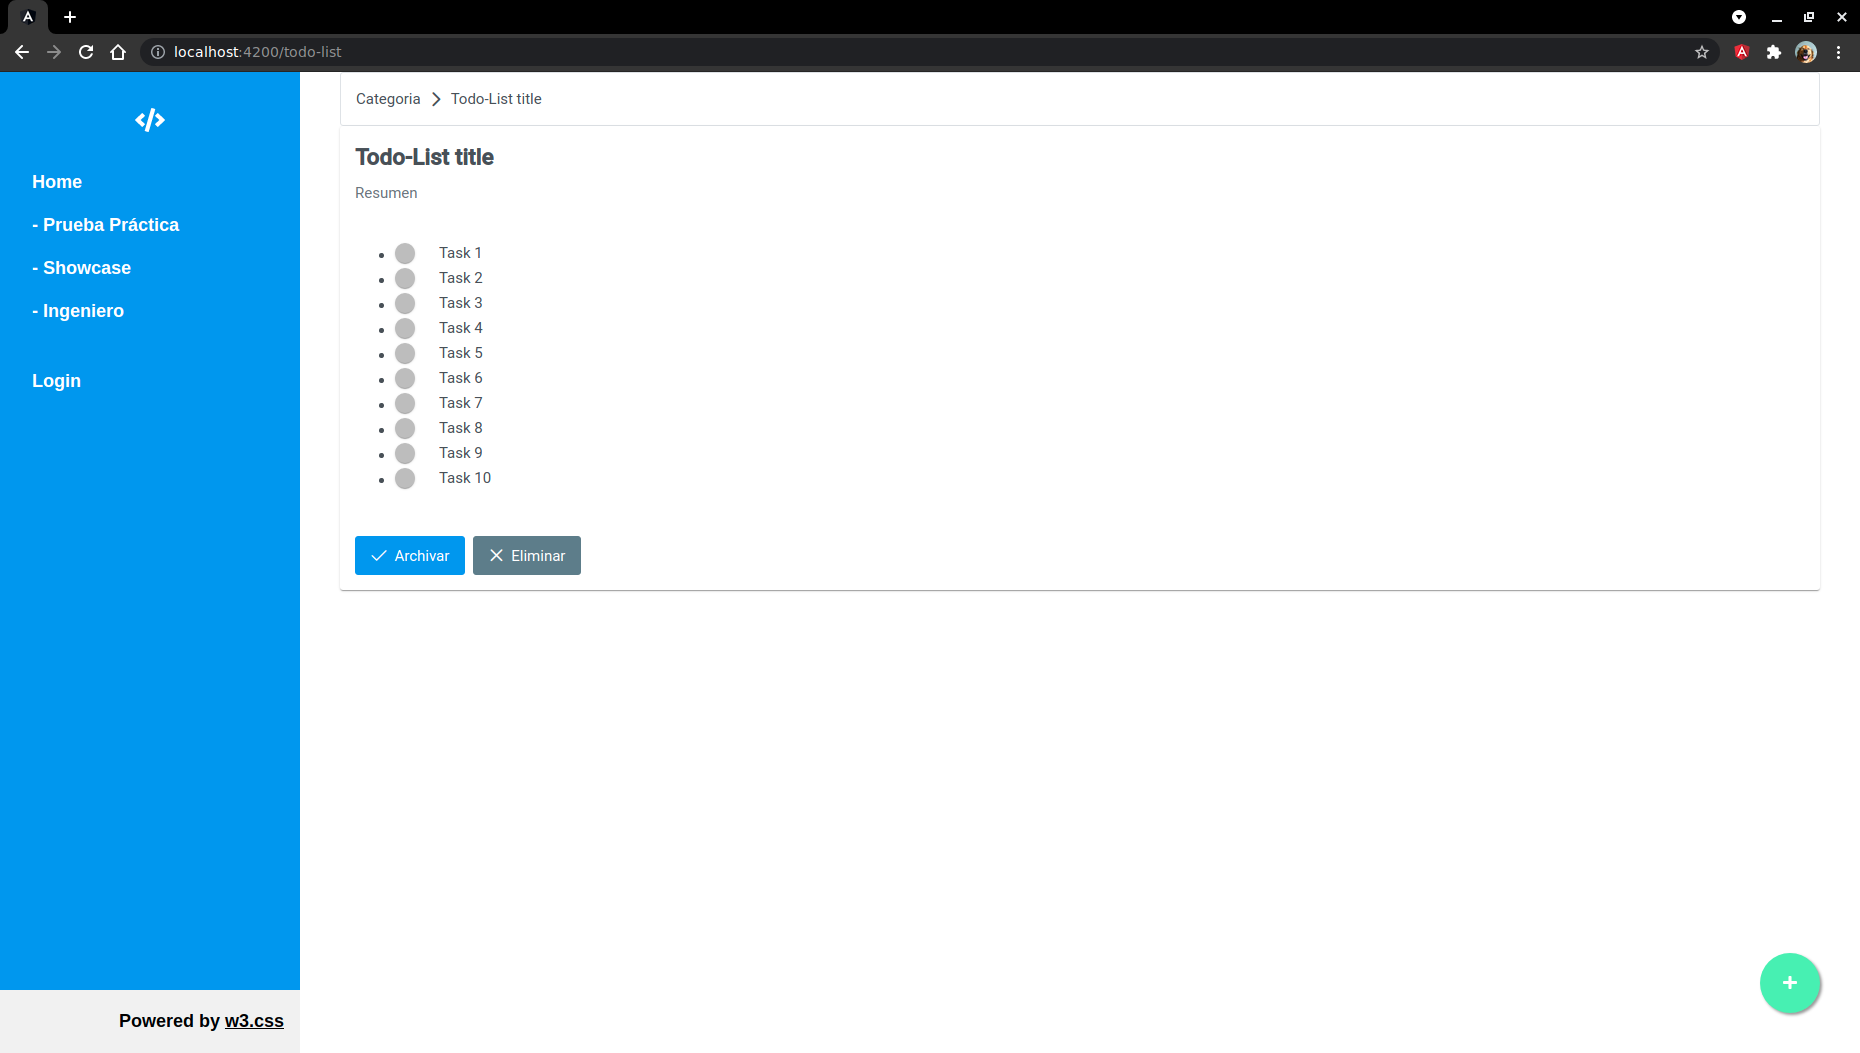 localhost:4200/todo-list
Categoria Todo-List title
Home
- Prueba Práctica
- Showcase
- Ingeniero
Login
Todo-List title
Resumen
Task 1
Task 2
Task 3
Task 4
Task 5
Task 6
Task 7
Task 8
Task 9
Task 10
Archivar Eliminar
Powered by w3.css